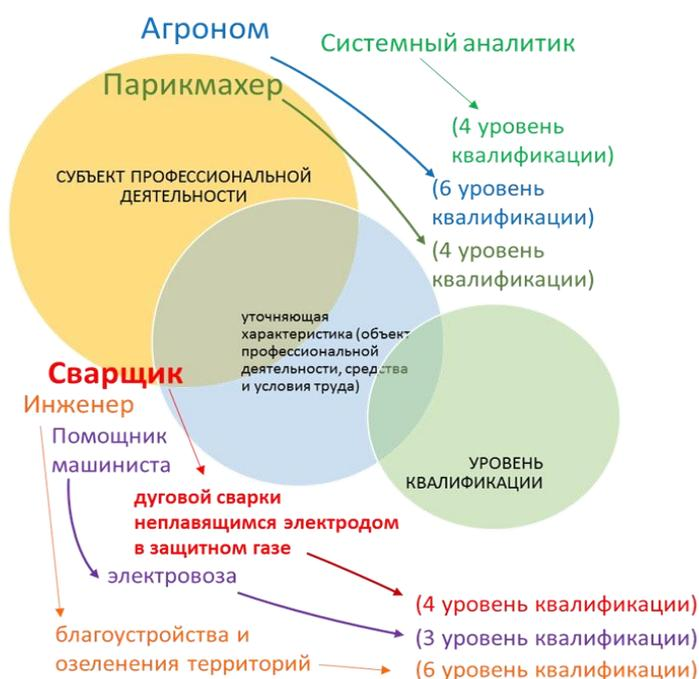 Агроном
Системный аналитик
Парикмахер
(4 уровень
квалификации)
СУБЪЕКТ ПРОФЕССИОНАЛЬНОЙ
ДЕЯТЕЛЬНОСТИ
(6 уровень
квалификации)
(4 уровень
квалификации)
уточняющая
характеристика (объект
профессиональной
деятельности, средства
и условия труда)
Сварщик
Инженер
Помощник
машиниста
УРОВЕНЬ
КВАЛИФИКАЦИИ
дуговой сварки
неплавящимся электродом
в защитном газе
электровоза
(4 уровень квалификации)
благоустройства и
озеленения территорий
(3 уровень квалификации)
(6 уровень квалификации)